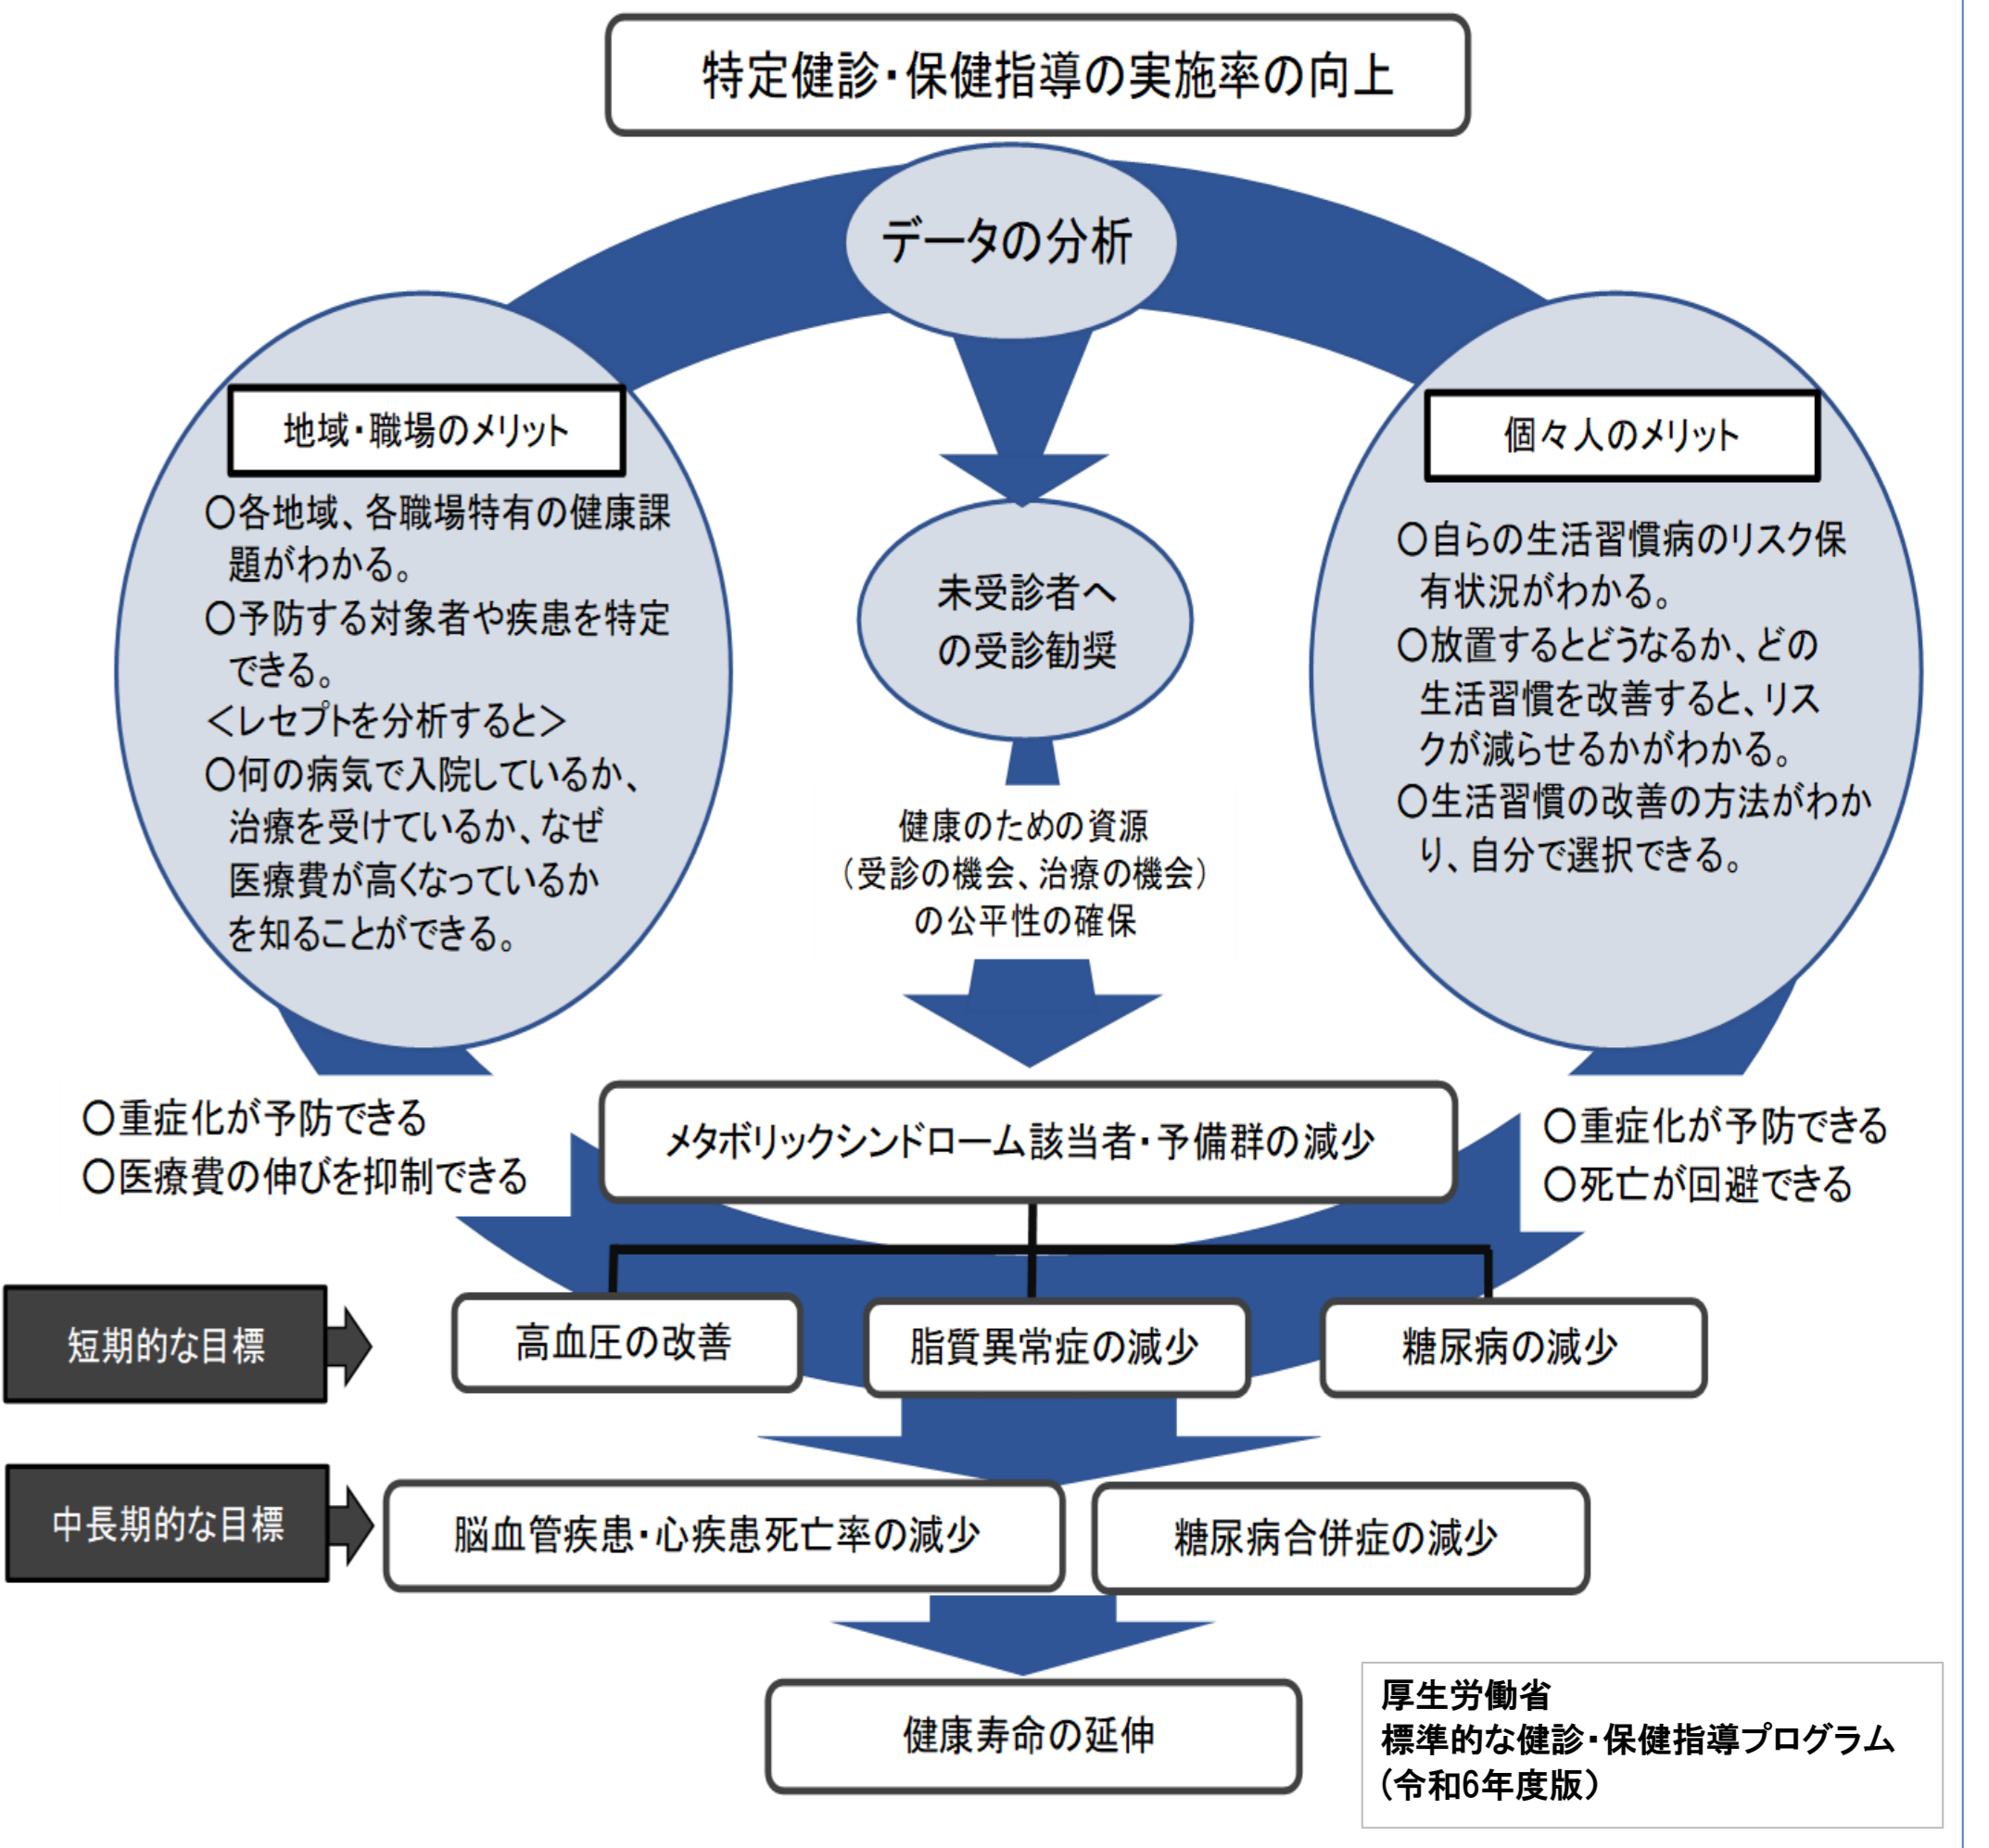 特定健診・保健指導の実施率の向上
データの分析
地域・職場のメリット
〇各地域、各職場特有の健康課
題がわかる。
〇予防する対象者や疾患を特定
できる。
＜レセプトを分析すると＞
〇何の病気で入院しているか、
治療を受けているか、なぜ
医療費が高くなっているか
を知ることができる。
未受診者へ
の受診勧奨
健康のための資源
（受診の機会、治療の機会）
の公平性の確保
個々人のメリット
〇自らの生活習慣病のリスク保
有状況がわかる。
〇放置するとどうなるか、どの
生活習慣を改善すると、リス
クが減らせるかがわかる。
〇生活習慣の改善の方法がわか
り、自分で選択できる。
〇重症化が予防できる
〇医療費の伸びを抑制できる
メタボリックシンドローム該当者・予備群の減少
〇重症化が予防できる
〇死亡が回避できる
短期的な目標
高血圧の改善
脂質異常症の減少
糖尿病の減少
中長期的な目標
脳血管疾患・心疾患死亡率の減少
糖尿病合併症の減少
健康寿命の延伸
厚生労働省
標準的な健診・保健指導プログラム
（令和6年度版）